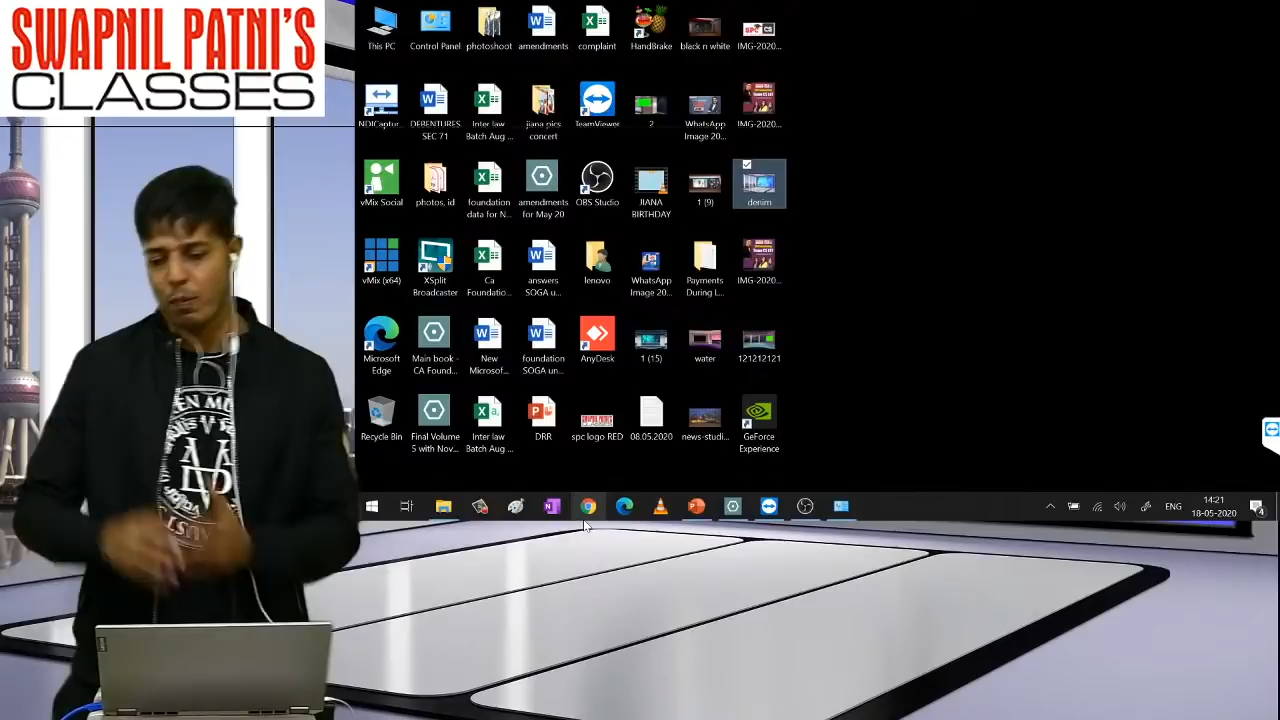 SWAPNIL PATNI'S
CLASSES
This PC
Control Panel
photoshoot
amendments
complaint
HandBrake
black n white
IMG-2020...
NDICaptur...
DEBENTURES
SEC 71
Inter law
Batch Aug ...
jiana pics
concert
TeamViewer
2
WhatsApp
Image 20...
IMG-2020...
vMix Social
photos, id
foundation
data for N...
amendments
for May 20
OBS Studio
JIANA
BIRTHDAY
1 (9)
denim
vMix (x64)
XSplit
Broadcaster
Ca
Foundatio...
answers
SOGA u...
lenovo
WhatsApp
Image 20...
Payments
During L...
IMG-2020...
Microsoft
Edge
Main book -
CA Found...
New
Microsof...
foundation
SOGA un...
AnyDesk
1 (15)
water
121212121
Recycle Bin
Final Volume
5 with Nov...
Inter law
Batch Aug ...
DRR
spc logo RED
08.05.2020
news-studi...
GeForce
Experience
ENG
14:21
18-05-2020